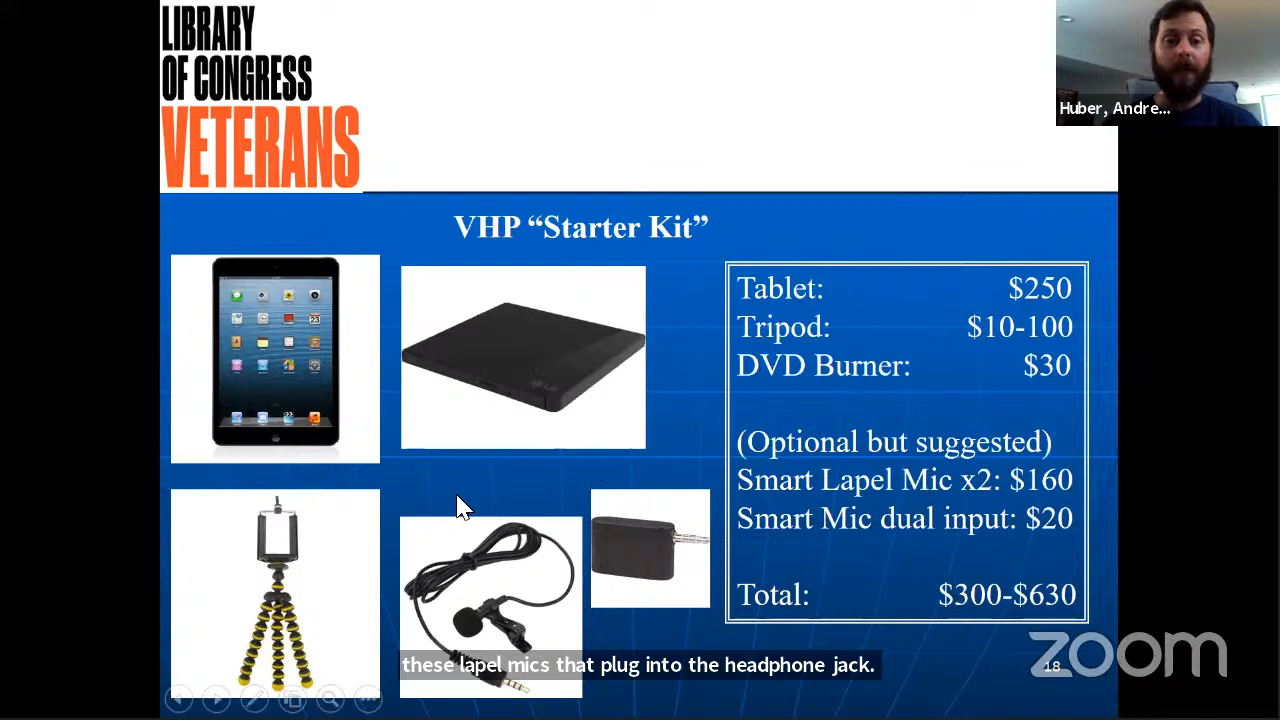 LIBRARY
OF CONGRESS
VETERANS
Huber, Andre...
VHP “Starter Kit”
Tablet: $250
Tripod: $10-100
DVD Burner: $30
(Optional but suggested)
Smart Lapel Mic x2: $160
Smart Mic dual input: $20
Total: $300-$630
these lapel mics that plug into the headphone jack.
zoom
18